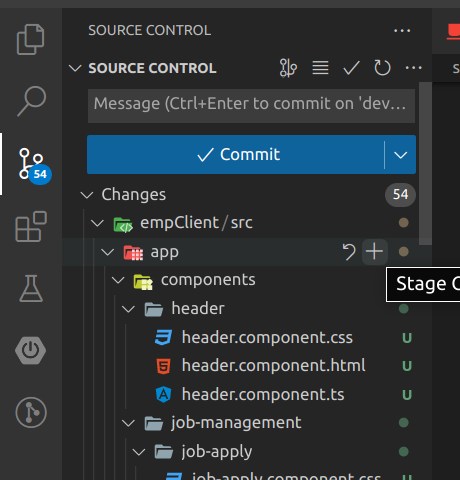 SOURCE CONTROL
SOURCE CONTROL
Message (Ctrl+Enter to commit on 'dev…
Commit
54
Changes 54
empClient / src
app
Stage C
components
header
header.component.css U
header.component.html U
header.component.ts U
job-management
job-apply
job-apply.component.css